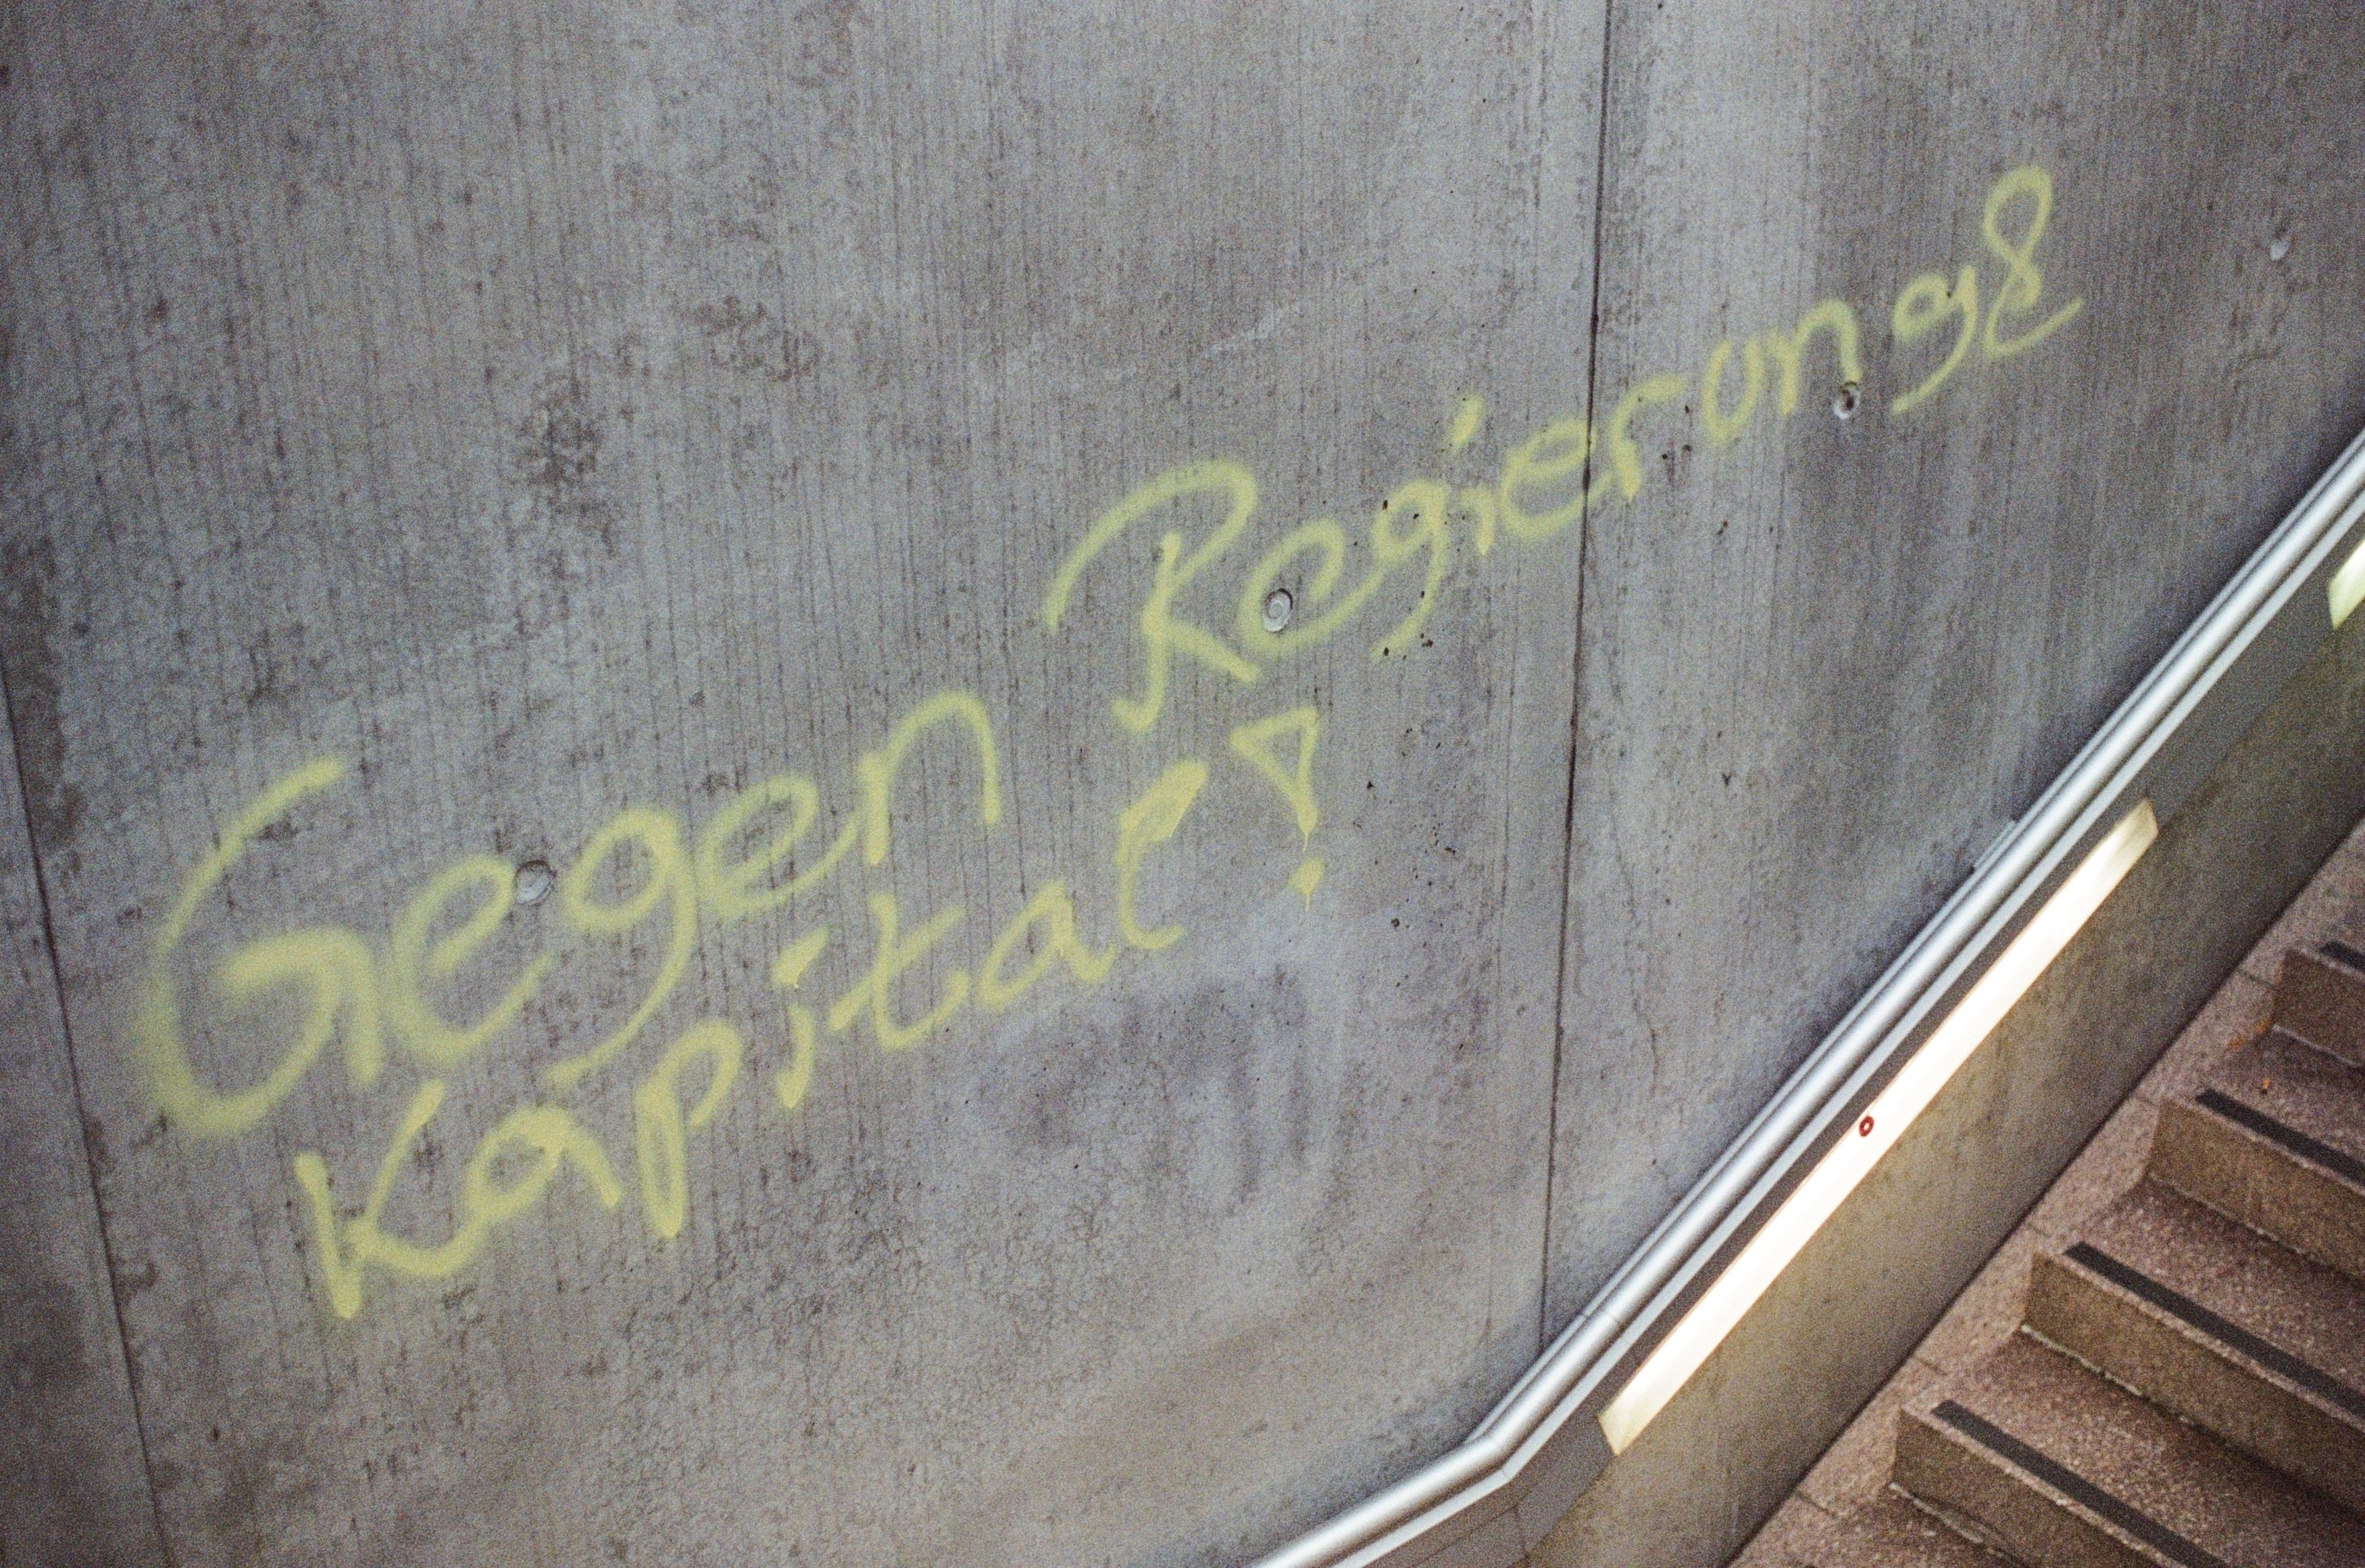 Gegen Regierung &
Kapital!